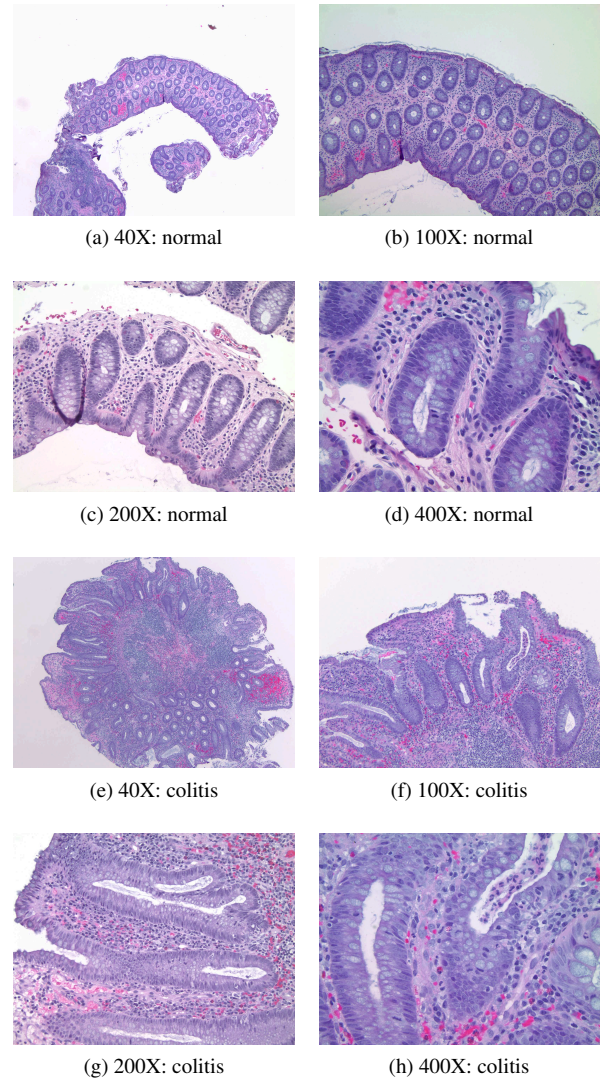 (a) 40X: normal
(b) 100X: normal
(c) 200X: normal
(d) 400X: normal
(e) 40X: colitis
(f) 100X: colitis
(g) 200X: colitis
(h) 400X: colitis